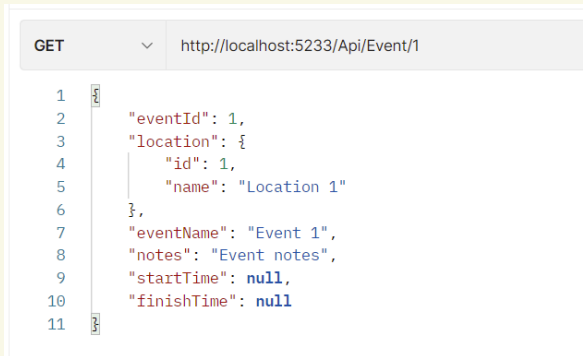 GET http://localhost:5233/Api/Event/1
1 {
2 "eventId": 1,
3 "location": {
4 "id": 1,
5 "name": "Location 1"
6 },
7 "eventName": "Event 1",
8 "notes": "Event notes",
9 "startTime": null,
10 "finishTime": null
11 }